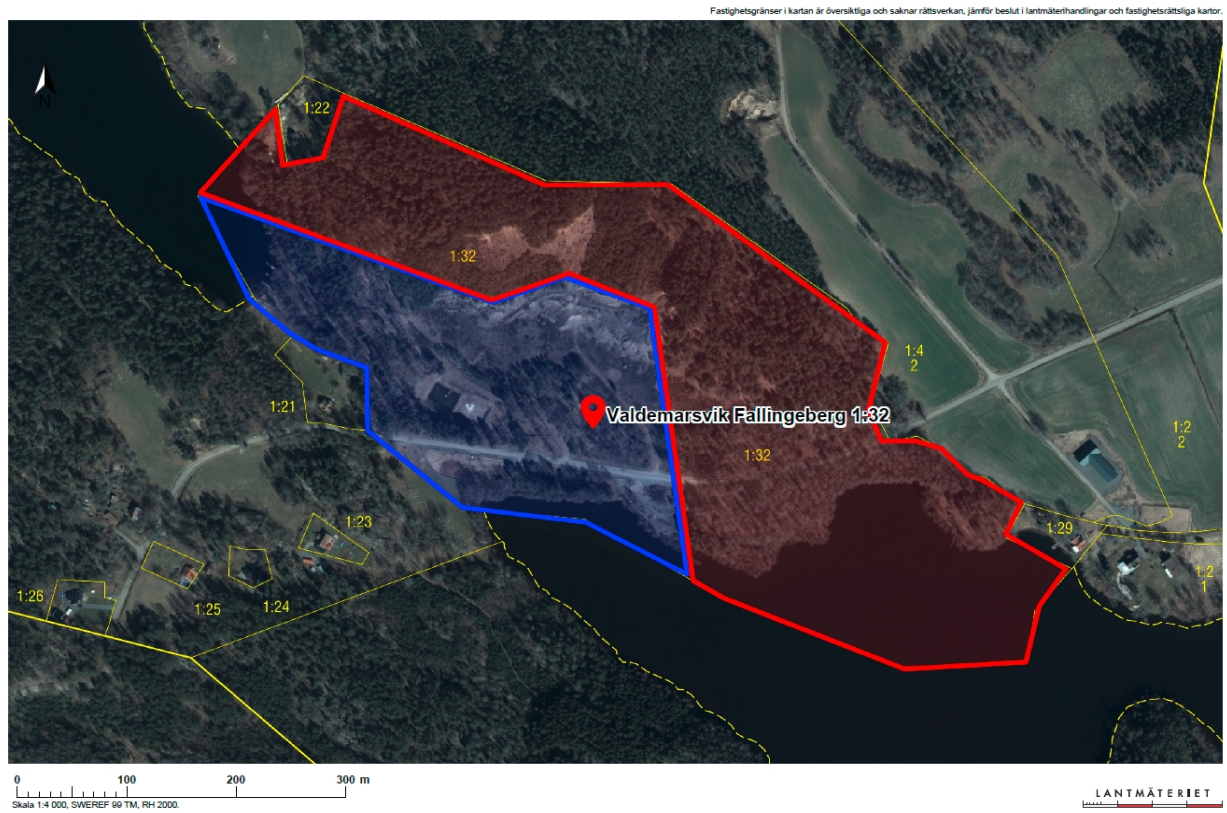 Fastighetsgränser i kartan är översiktliga och saknar rättsverkan, jämför beslut i lantmäterihandlingar och fastighetsrättsliga kartor.
N
1:22
1:32
1:4
2
1:21
Valdemarsvik Fallingeberg 1:32
1:2
2
1:32
1:23
1:29
1:26
1:25
1:24
1:2
1
0 100 200 300 m
Skala 1:4 000, SWEREF 99 TM, RH 2000.
LANTMÄTERIET